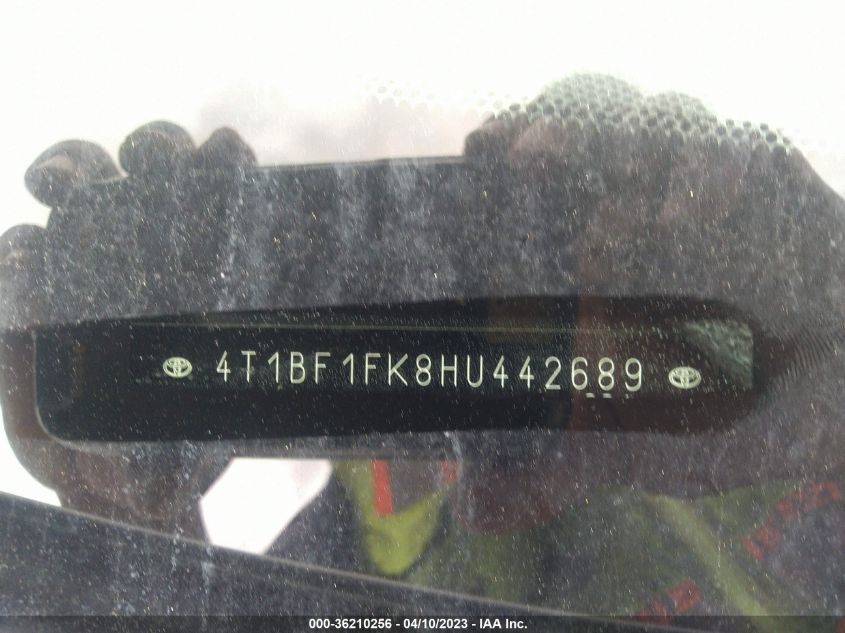 4T1BF1FK8HU442689
000-36210256 - 04/10/2023 - IAA Inc.